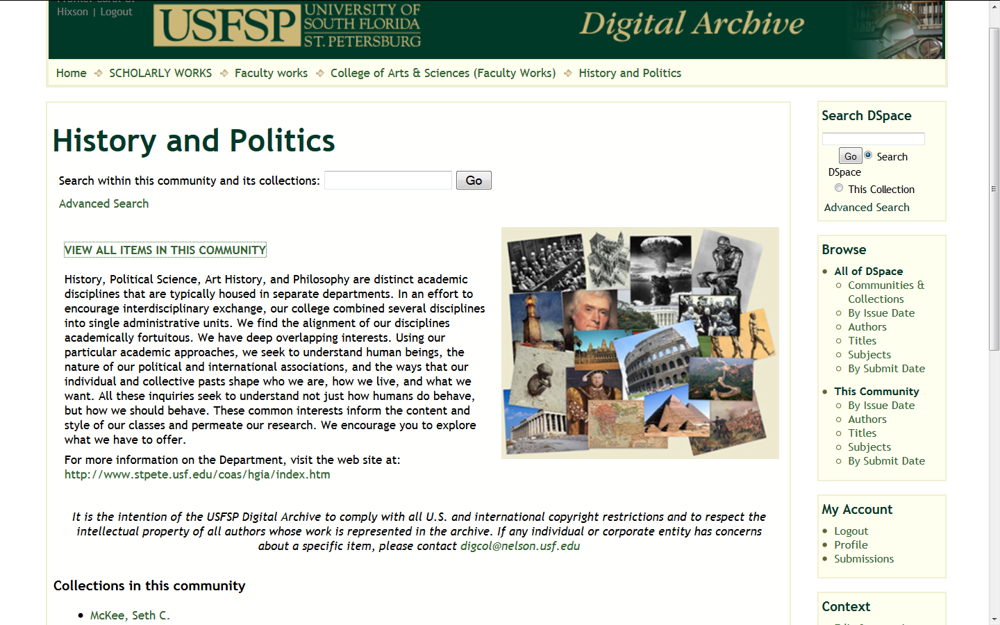 Profile: Carol G.
Hixson | Logout
USFSP
UNIVERSITY OF
SOUTH FLORIDA
ST. PETERSBURG
Digital Archive
Home
SCHOLARLY WORKS
Faculty works
College of Arts & Sciences (Faculty Works)
History and Politics
History and Politics
Search within this community and its collections:
Go
Advanced Search
VIEW ALL ITEMS IN THIS COMMUNITY
History, Political Science, Art History, and Philosophy are distinct academic
disciplines that are typically housed in separate departments. In an effort to
encourage interdisciplinary exchange, our college combined several disciplines
into single administrative units. We find the alignment of our disciplines
academically fortuitous. We have deep overlapping interests. Using our
particular academic approaches, we seek to understand human beings, the
nature of our political and international associations, and the ways that our
individual and collective pasts shape who we are, how we live, and what we
want. All these inquiries seek to understand not just how humans do behave,
but how we should behave. These common interests inform the content and
style of our classes and permeate our research. We encourage you to explore
what we have to offer.
For more information on the Department, visit the web site at:
http://www.stpete.usf.edu/coas/hgia/index.htm
It is the intention of the USFSP Digital Archive to comply with all U.S. and international copyright restrictions and to respect the
intellectual property of all authors whose work is represented in the archive. If any individual or corporate entity has concerns
about a specific item, please contact digcol@nelson.usf.edu
Collections in this community
McKee, Seth C.
Search DSpace
Go
Search
DSpace
This Collection
Advanced Search
Browse
All of DSpace
Communities &
Collections
By Issue Date
Authors
Titles
Subjects
By Submit Date
This Community
By Issue Date
Authors
Titles
Subjects
By Submit Date
My Account
Logout
Profile
Submissions
Context